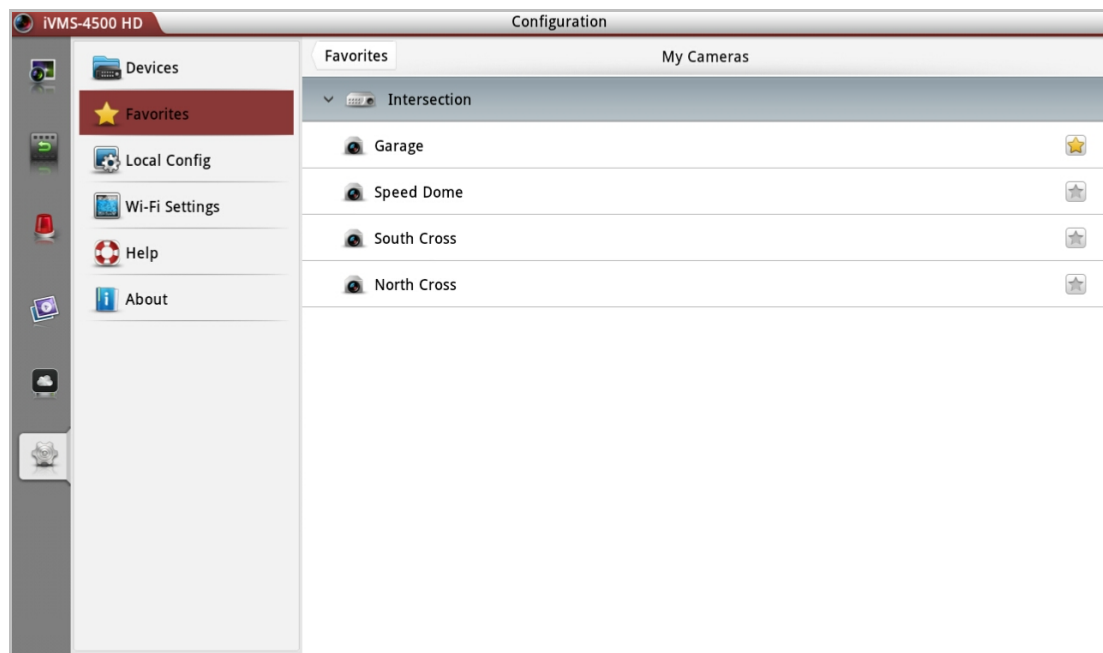 iVMS-4500 HD
Configuration
Devices
Favorites
Local Config
Wi-Fi Settings
Help
About
Favorites
My Cameras
Intersection
Garage
Speed Dome
South Cross
North Cross